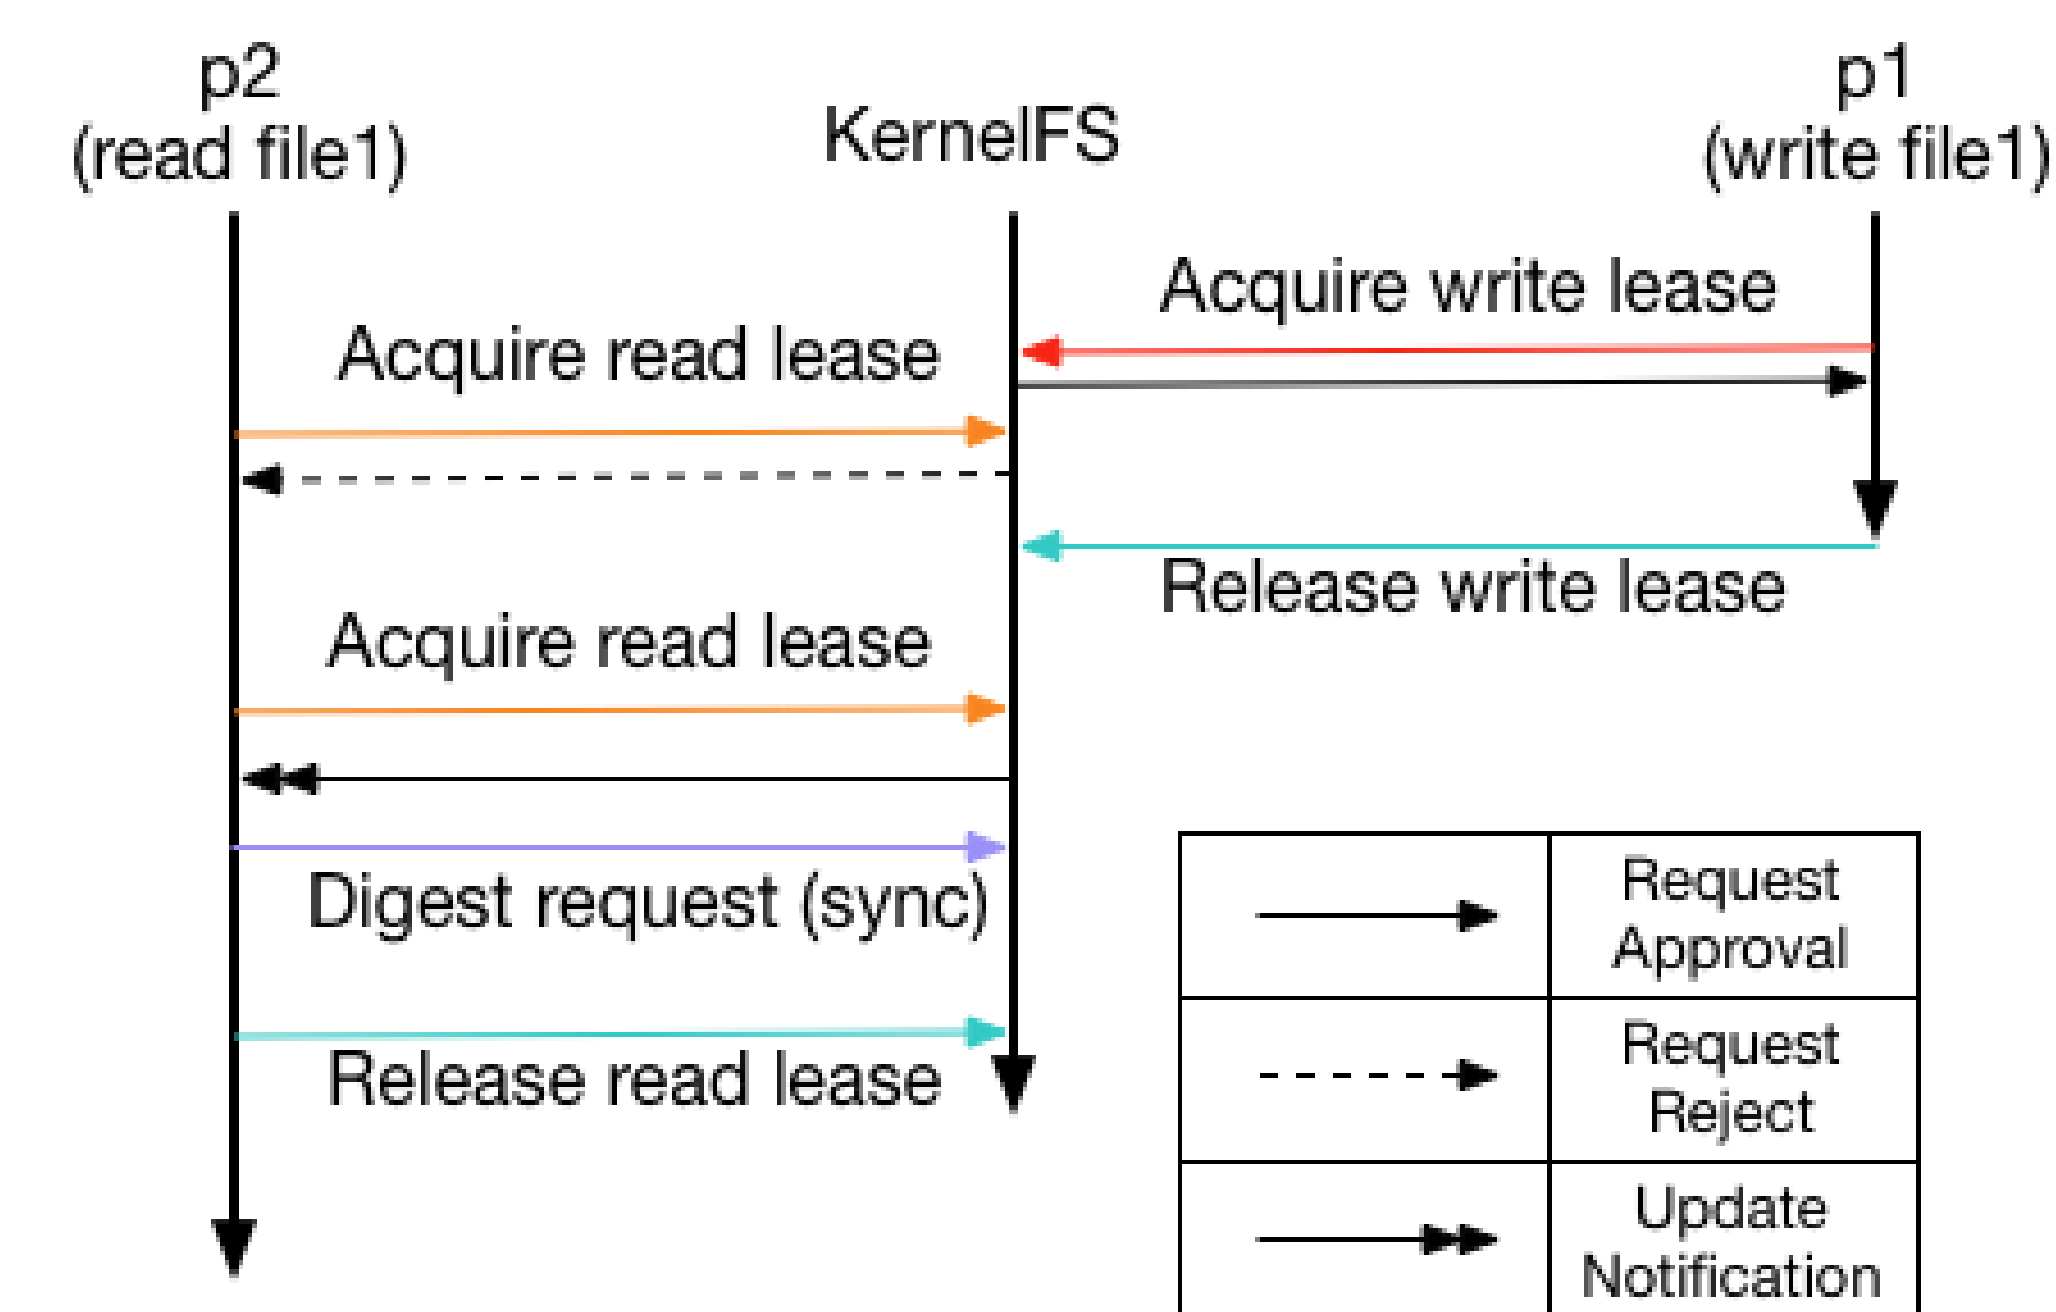 p2
(read file1)
KernelFS
p1
(write file1)
Acquire write lease
Acquire read lease
Release write lease
Acquire read lease
Digest request (sync)
Release read lease
Request
Approval
Request
Reject
Update
Notification